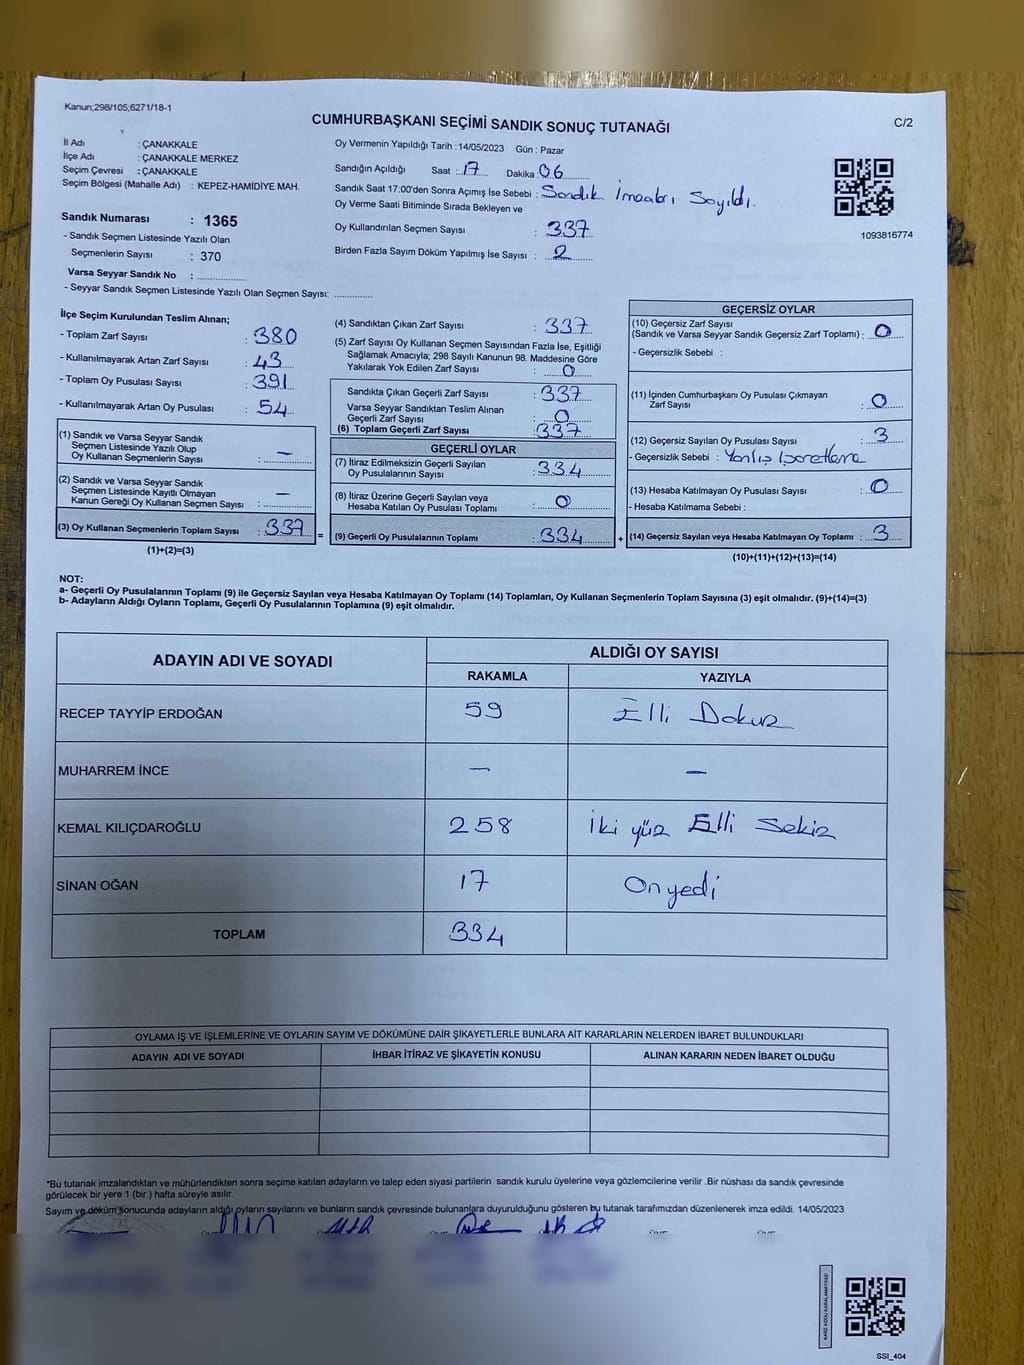 Kanun;298/105;6271/18-1
CUMHURBAŞKANI SEÇİMİ SANDIK SONUÇ TUTANAĞI
C/2
İl Adı : ÇANAKKALE
İlçe Adı : ÇANAKKALE MERKEZ
Seçim Çevresi : ÇANAKKALE
Seçim Bölgesi (Mahalle Adı) : KEPEZ-HAMİDİYE MAH.
Sandık Numarası : 1365
- Sandık Seçmen Listesinde Yazılı Olan
Seçmenlerin Sayısı : 370
Varsa Seyyar Sandık No : ..............
- Seyyar Sandık Seçmen Listesinde Yazılı Olan Seçmen Sayısı: ............
Oy Vermenin Yapıldığı Tarih : 14/05/2023 Gün : Pazar
Sandığın Açıldığı Saat : 17 Dakika : 06
Sandık Saat 17:00'den Sonra Açımış İse Sebebi : Sandık İmzaları Sayıldı.
Oy Verme Saati Bitiminde Sırada Bekleyen ve
Oy Kullandırılan Seçmen Sayısı : 337
Birden Fazla Sayım Döküm Yapılmış İse Sayısı : 2
1093816774
İlçe Seçim Kurulundan Teslim Alınan;
- Toplam Zarf Sayısı : 380
- Kullanılmayarak Artan Zarf Sayısı : 43
- Toplam Oy Pusulası Sayısı : 391
- Kullanılmayarak Artan Oy Pusulası : 54
(1) Sandık ve Varsa Seyyar Sandık
Seçmen Listesinde Yazılı Olup
Oy Kullanan Seçmenlerin Sayısı : —
(2) Sandık ve Varsa Seyyar Sandık
Seçmen Listesinde Kayıtlı Olmayan
Kanun Gereği Oy Kullanan Seçmen Sayısı : —
(3) Oy Kullanan Seçmenlerin Toplam Sayısı : 337 =
(1)+(2)=(3)
(4) Sandıktan Çıkan Zarf Sayısı : 337
(5) Zarf Sayısı Oy Kullanan Seçmen Sayısından Fazla İse, Eşitliği
Sağlamak Amacıyla; 298 Sayılı Kanunun 98. Maddesine Göre
Yakılarak Yok Edilen Zarf Sayısı : 0
Sandıkta Çıkan Geçerli Zarf Sayısı : 337
Varsa Seyyar Sandıktan Teslim Alınan
Geçerli Zarf Sayısı : 0
(6) Toplam Geçerli Zarf Sayısı : 337
GEÇERLİ OYLAR
(7) İtiraz Edilmeksizin Geçerli Sayılan
Oy Pusulalarının Sayısı : 334
(8) İtiraz Üzerine Geçerli Sayılan veya
Hesaba Katılan Oy Pusulası Toplamı : 0
(9) Geçerli Oy Pusulalarının Toplamı : 334 +
GEÇERSİZ OYLAR
(10) Geçersiz Zarf Sayısı
(Sandık ve Varsa Seyyar Sandık Geçersiz Zarf Toplamı) : 0
- Geçersizlik Sebebi :
(11) İçinden Cumhurbaşkanı Oy Pusulası Çıkmayan
Zarf Sayısı : 0
(12) Geçersiz Sayılan Oy Pusulası Sayısı : 3
- Geçersizlik Sebebi : Yanlış İşaretleme
(13) Hesaba Katılmayan Oy Pusulası Sayısı : 0
- Hesaba Katılmama Sebebi :
(14) Geçersiz Sayılan veya Hesaba Katılmayan Oy Toplamı : 3
(10)+(11)+(12)+(13)=(14)
NOT:
a- Geçerli Oy Pusulalarının Toplamı (9) ile Geçersiz Sayılan veya Hesaba Katılmayan Oy Toplamı (14) Toplamları, Oy Kullanan Seçmenlerin Toplam Sayısına (3) eşit olmalıdır. (9)+(14)=(3)
b- Adayların Aldığı Oyların Toplamı, Geçerli Oy Pusulalarının Toplamına (9) eşit olmalıdır.
ADAYIN ADI VE SOYADI
ALDIĞI OY SAYISI
RAKAMLA YAZIYLA
RECEP TAYYİP ERDOĞAN 59 Elli Dokuz
MUHARREM İNCE — —
KEMAL KILIÇDAROĞLU 258 İki yüz Elli Sekiz
SİNAN OĞAN 17 Onyedi
TOPLAM 334
OYLAMA İŞ VE İŞLEMLERİNE VE OYLARIN SAYIM VE DÖKÜMÜNE DAİR ŞİKAYETLERLE BUNLARA AİT KARARLARIN NELERDEN İBARET BULUNDUKLARI
ADAYIN ADI VE SOYADI İHBAR İTİRAZ VE ŞİKAYETİN KONUSU ALINAN KARARIN NEDEN İBARET OLDUĞU
*Bu tutanak imzalandıktan ve mühürlendikten sonra seçime katılan adayların ve talep eden siyasi partilerin sandık kurulu üyelerine veya gözlemcilerine verilir .Bir nüshası da sandık çevresinde
görülecek bir yere 1 (bir ) hafta süreyle asılır.
Sayım ve döküm sonucunda adayların aldığı oyların sayılarını ve bunların sandık çevresinde bulunanlara duyurulduğunu gösteren bu tutanak tarafımızdan düzenlenerek imza edildi. 14/05/2023
SSI_404